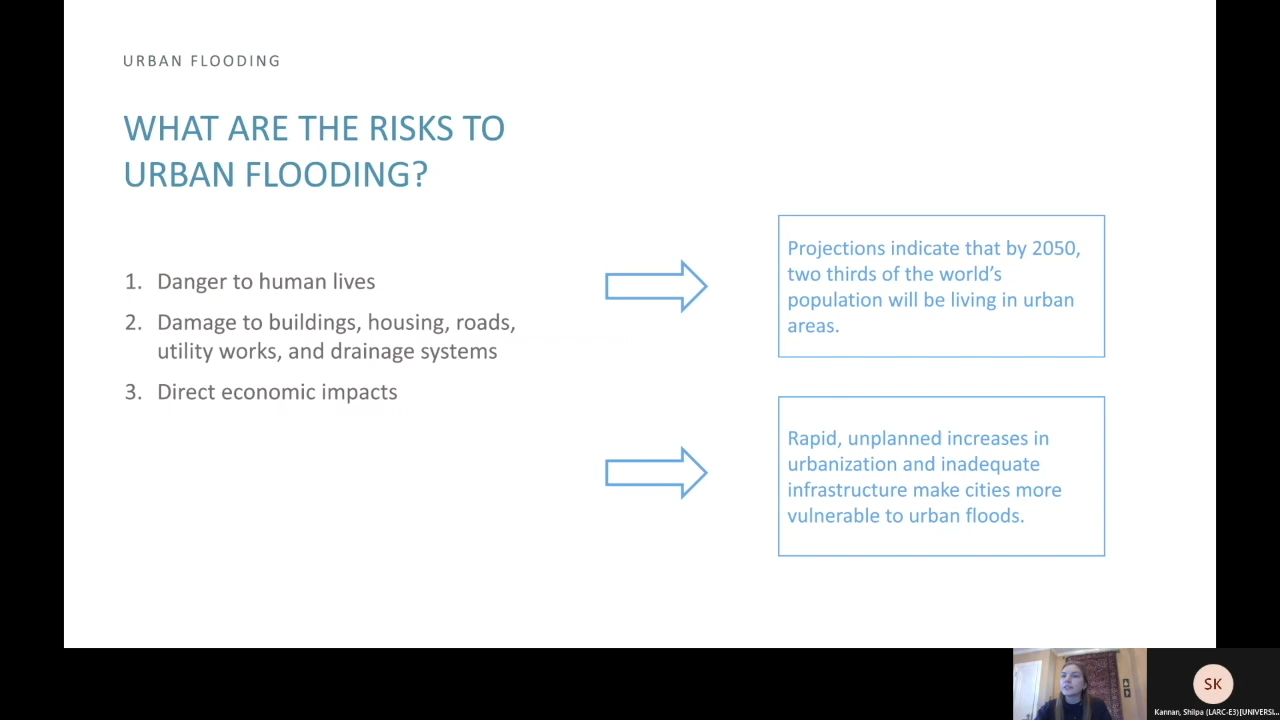 URBAN FLOODING
WHAT ARE THE RISKS TO
URBAN FLOODING?
1. Danger to human lives
2. Damage to buildings, housing, roads,
utility works, and drainage systems
3. Direct economic impacts
Projections indicate that by 2050,
two thirds of the world's
population will be living in urban
areas.
Rapid, unplanned increases in
urbanization and inadequate
infrastructure make cities more
vulnerable to urban floods.
SK
Kannan, Shilpa (LARC-E3)[UNIVERSI...